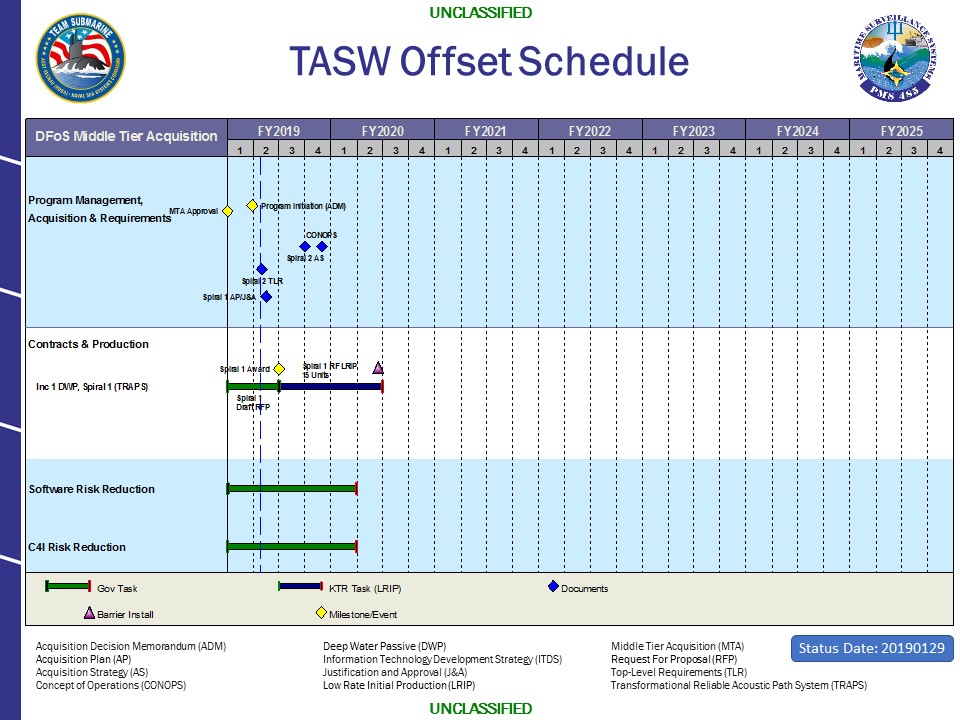 UNCLASSIFIED
TEAM SUBMARINE
TASW Offset Schedule
MARITIME SURVEILLANCE SYSTEMS
PMS 485
DFoS Middle Tier Acquisition
FY2019 FY2020 FY2021 FY2022 FY2023 FY2024 FY2025
1 2 3 4 1 2 3 4 1 2 3 4 1 2 3 4 1 2 3 4 1 2 3 4 1 2 3 4
Program Management,
Acquisition & Requirements
MTA Approval
Program Initiation (ADM)
CONOPS
Spiral 2 AS
Spiral 2 TLR
Spiral 1 AP/J&A
Contracts & Production
Spiral 1 Award
Spiral 1 RF LRIP
15 Units
Inc 1 DWP, Spiral 1 (TRAPS)
Spiral 1
Draft RFP
Software Risk Reduction
C4I Risk Reduction
Gov Task
KTR Task (LRIP)
Documents
Barrier Install
Milestone/Event
Acquisition Decision Memorandum (ADM)
Acquisition Plan (AP)
Acquisition Strategy (AS)
Concept of Operations (CONOPS)
Deep Water Passive (DWP)
Information Technology Development Strategy (ITDS)
Justification and Approval (J&A)
Low Rate Initial Production (LRIP)
Middle Tier Acquisition (MTA)
Request For Proposal (RFP)
Top-Level Requirements (TLR)
Transformational Reliable Acoustic Path System (TRAPS)
Status Date: 20190129
UNCLASSIFIED